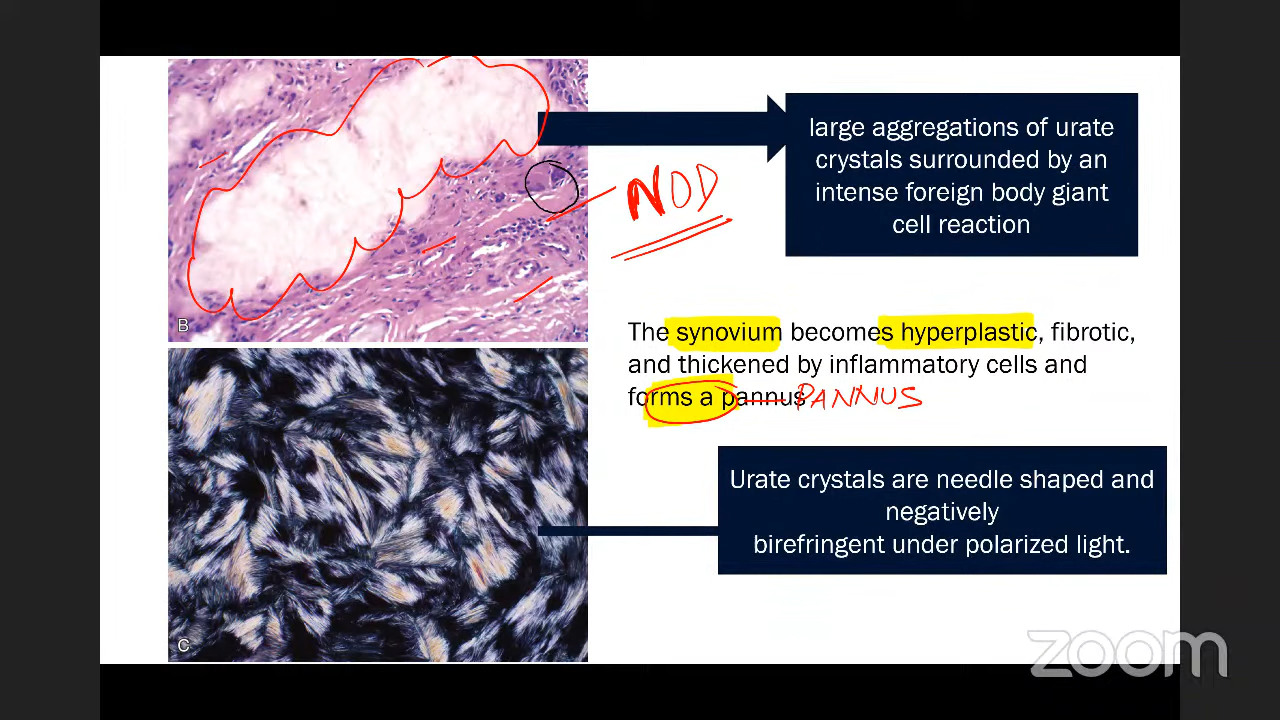 large aggregations of urate
crystals surrounded by an
intense foreign body giant
cell reaction
NOD
B
The synovium becomes hyperplastic, fibrotic,
and thickened by inflammatory cells and
forms a pannus
PANNUS
Urate crystals are needle shaped and
negatively
birefringent under polarized light.
C
zoom